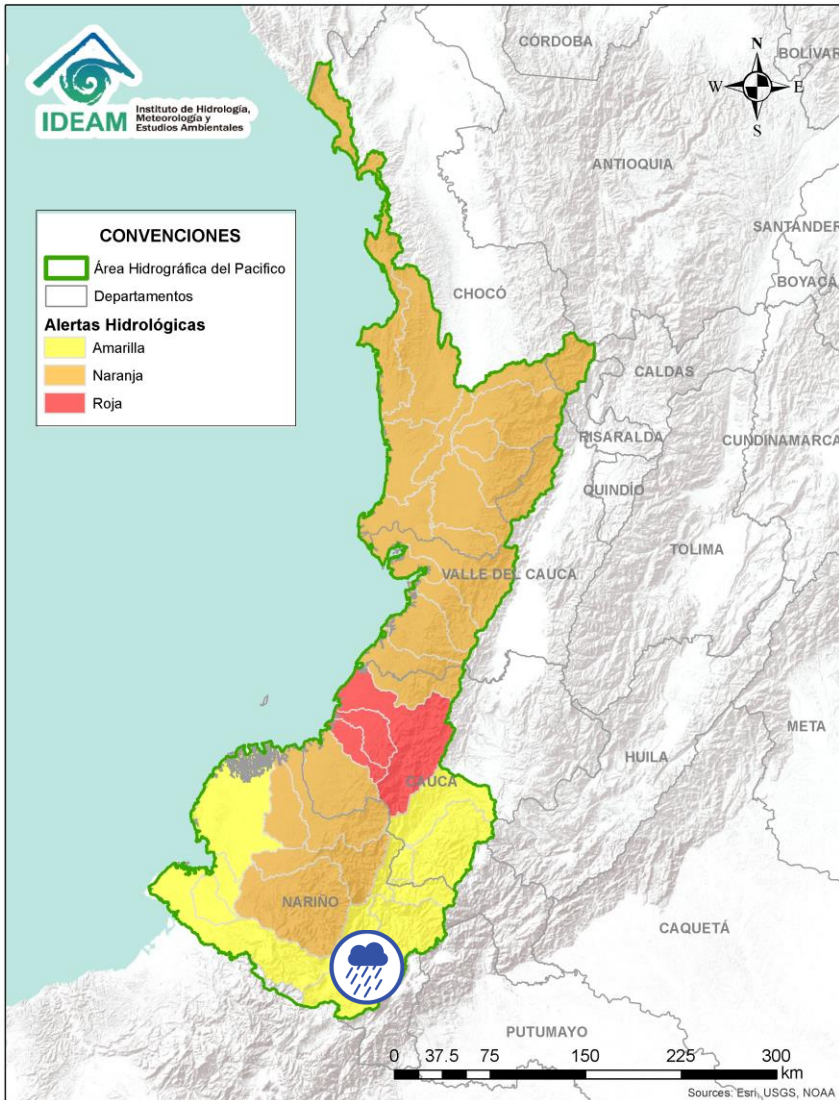 IDEAM
Instituto de Hidrología,
Meteorología y
Estudios Ambientales
CÓRDOBA
BOLÍVAR
N
W
E
S
ANTIOQUIA
SANTANDER
BOYACÁ
CONVENCIONES
Área Hidrográfica del Pacifico
Departamentos
Alertas Hidrológicas
Amarilla
Naranja
Roja
CHOCÓ
CALDAS
RISARALDA
CUNDINAMARCA
QUINDÍO
TOLIMA
VALLE DEL CAUCA
META
HUILA
CAUCA
NARIÑO
CAQUETÁ
PUTUMAYO
0 37.5 75 150 225 300
km
Sources: Esri, USGS, NOAA